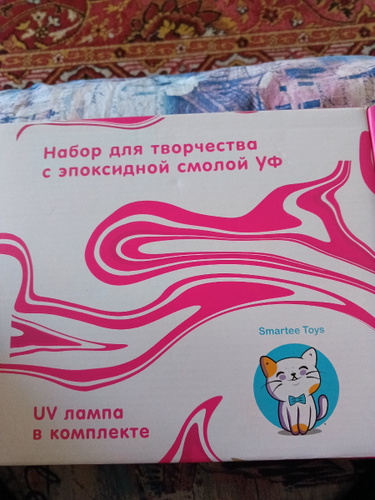 Набор для творчества
с эпоксидной смолой УФ
Smartee Toys
UV лампа
в комплекте